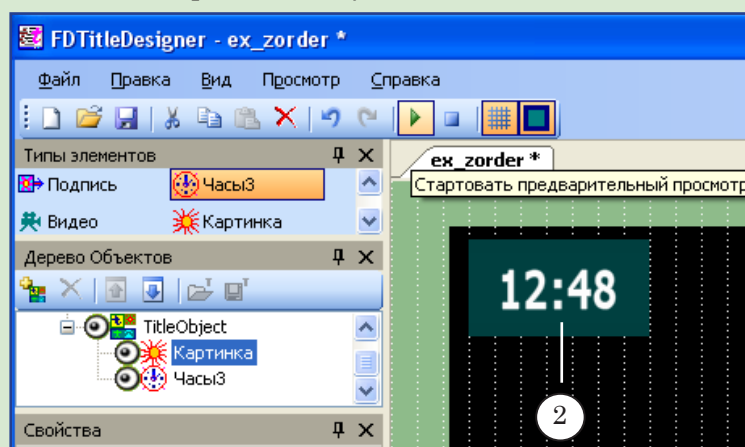 FDTitleDesigner - ex_zorder *
Файл Правка Вид Просмотр Справка
Типы элементов
ex_zorder *
Подпись Часы3
Стартовать предварительный просмотр
Видео Картинка
Дерево Объектов
12:48
TitleObject
Картинка
Часы3
2
Свойства